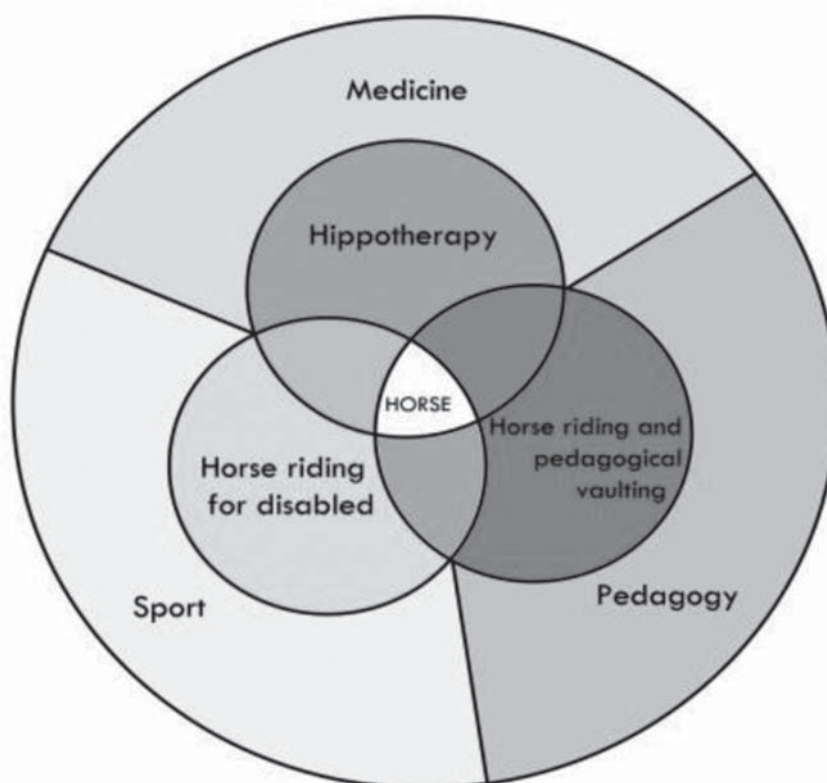 Medicine
Hippotherapy
HORSE
Horse riding
for disabled
Horse riding and
pedagogical
vaulting
Sport
Pedagogy